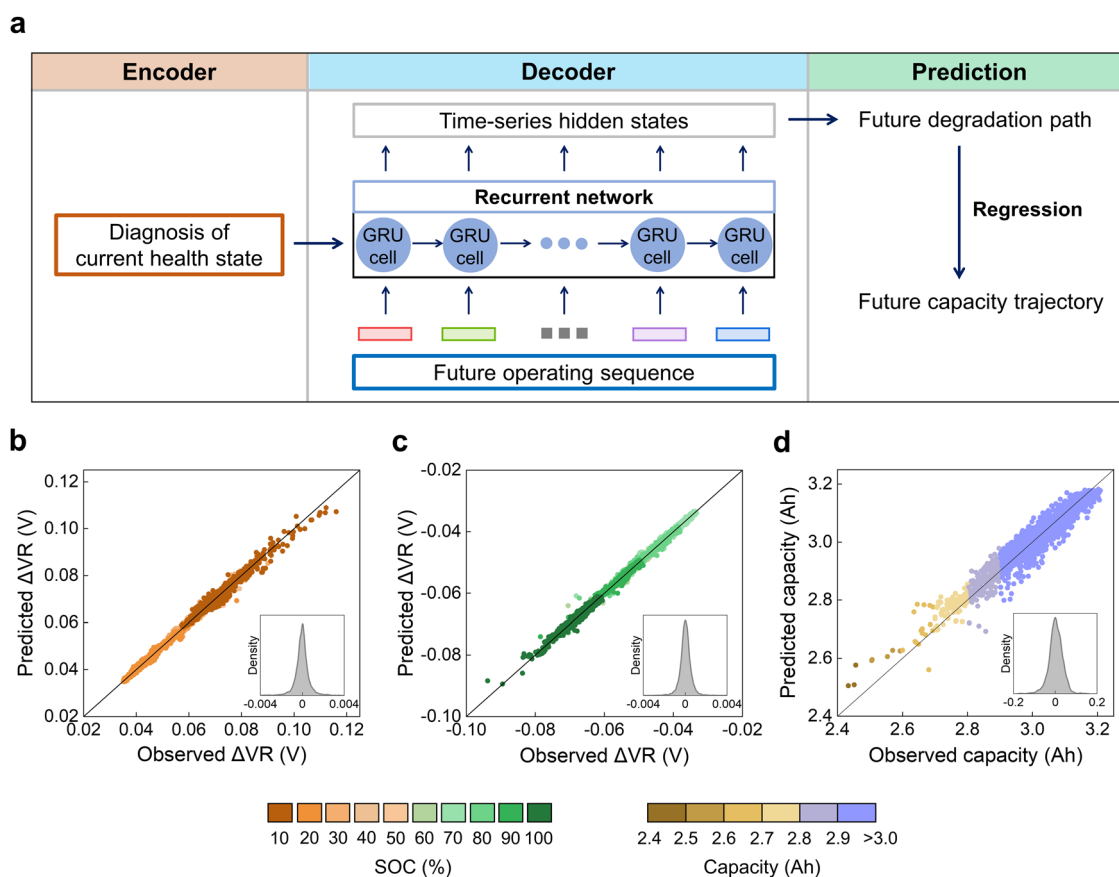 a
Encoder
Decoder
Prediction
Time-series hidden states
Future degradation path
Recurrent network
Regression
Diagnosis of
current health state
GRU
cell
GRU
cell
GRU
cell
GRU
cell
Future capacity trajectory
Future operating sequence
b
Predicted ΔVR (V)
0.12
0.10
0.08
0.06
0.04
0.02
0.02 0.04 0.06 0.08 0.10 0.12
Observed ΔVR (V)
Density
-0.004 0 0.004
c
Predicted ΔVR (V)
-0.02
-0.04
-0.06
-0.08
-0.10
-0.10 -0.08 -0.06 -0.04 -0.02
Observed ΔVR (V)
Density
-0.004 0 0.004
d
Predicted capacity (Ah)
3.2
3.0
2.8
2.6
2.4
2.4 2.6 2.8 3.0 3.2
Observed capacity (Ah)
Density
-0.2 0 0.2
10 20 30 40 50 60 70 80 90 100
SOC (%)
2.4 2.5 2.6 2.7 2.8 2.9 >3.0
Capacity (Ah)